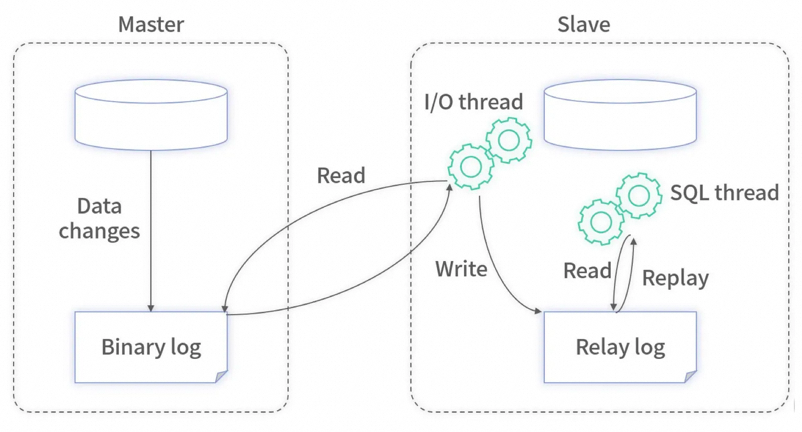 Master
Slave
I/O thread
Read
SQL thread
Data
changes
Write
Read
Replay
Binary log
Relay log